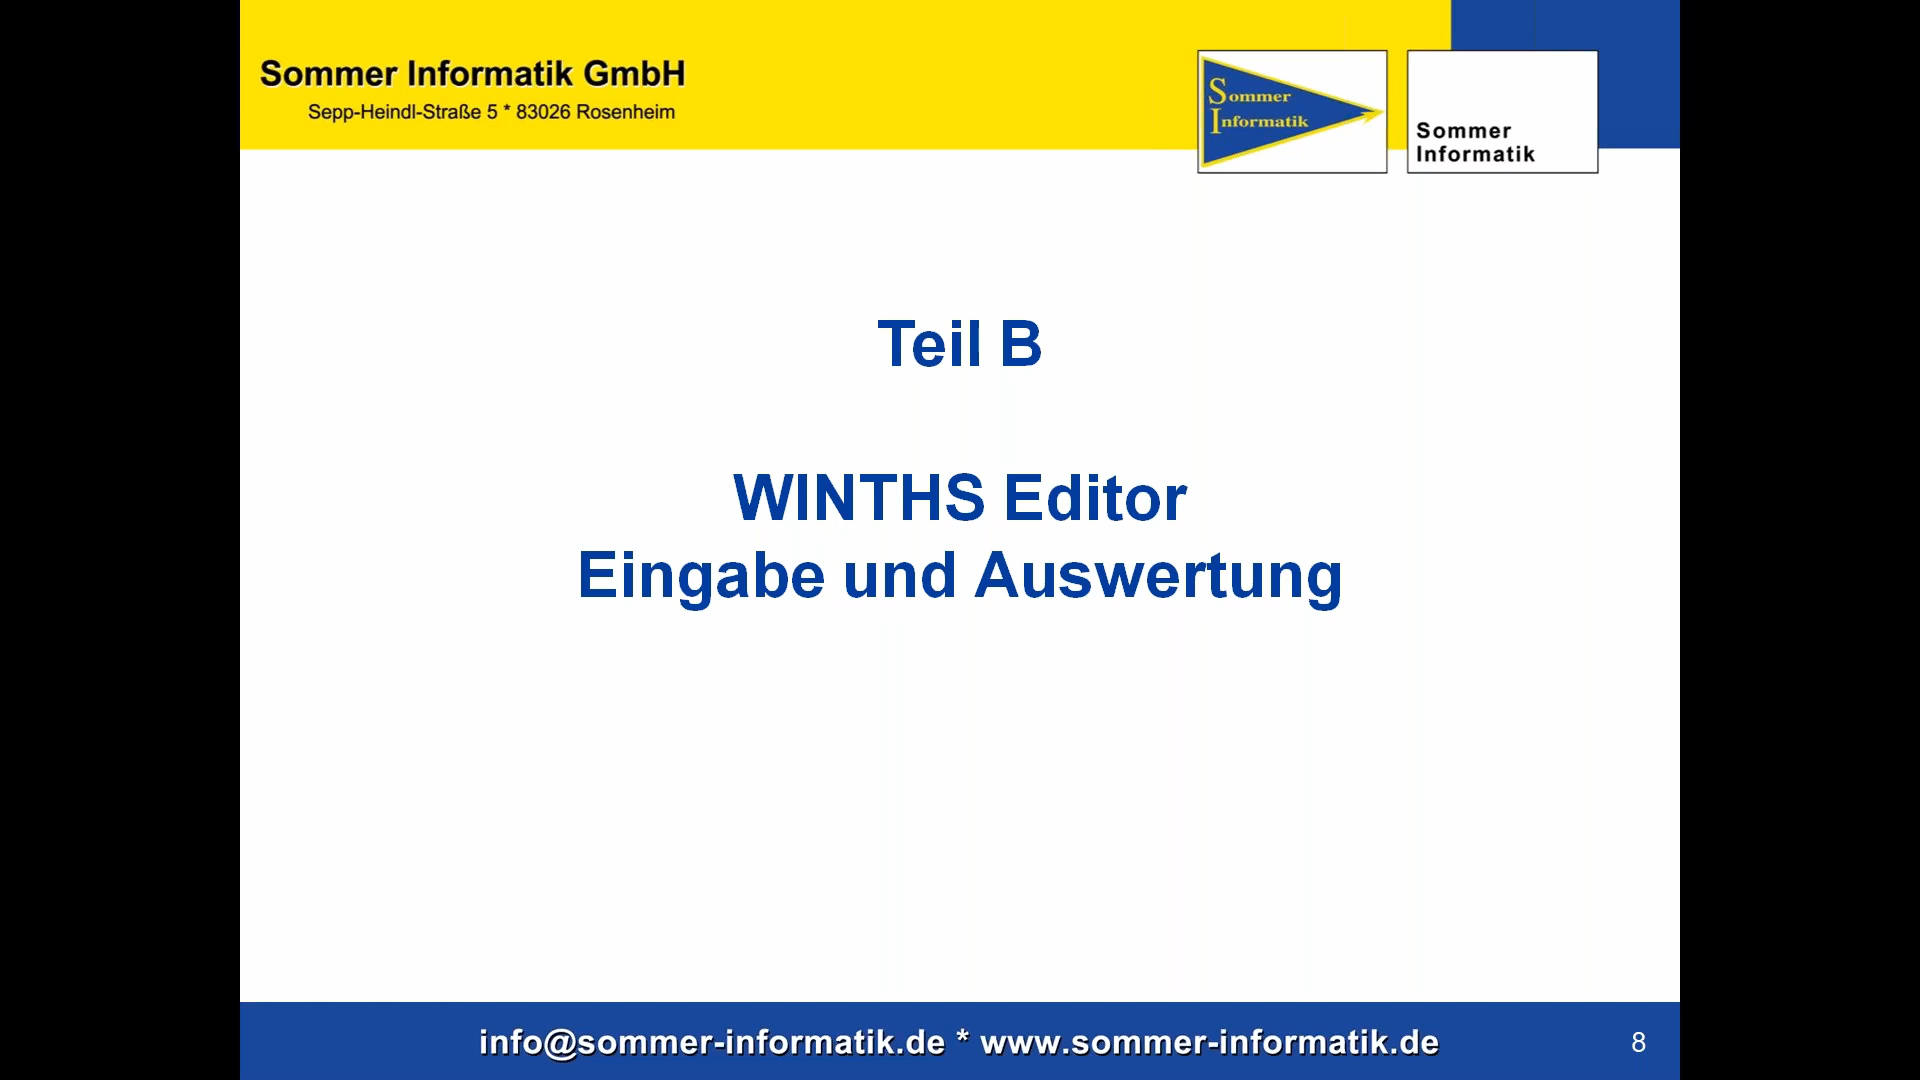 Sommer Informatik GmbH
Sepp-Heindl-Straße 5 * 83026 Rosenheim
Sommer
Informatik
Sommer
Informatik
Teil B
WINTHS Editor
Eingabe und Auswertung
info@sommer-informatik.de * www.sommer-informatik.de
8